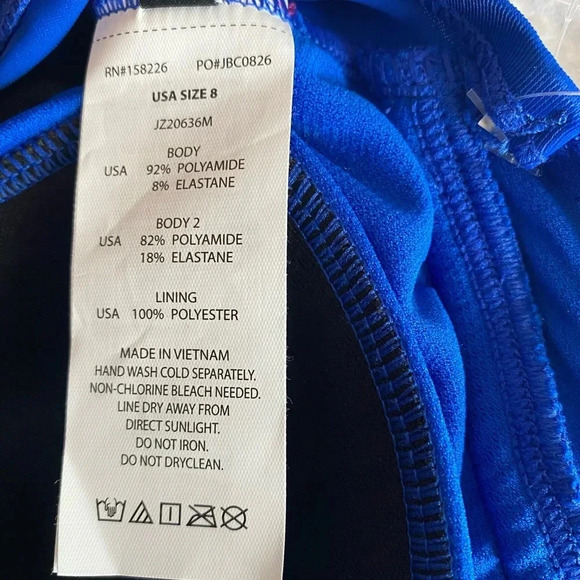 RN#158226 PO#JBC0826
USA SIZE 8
JZ20636M
BODY
USA 92% POLYAMIDE
8% ELASTANE
BODY 2
USA 82% POLYAMIDE
18% ELASTANE
LINING
USA 100% POLYESTER
MADE IN VIETNAM
HAND WASH COLD SEPARATELY.
NON-CHLORINE BLEACH NEEDED.
LINE DRY AWAY FROM
DIRECT SUNLIGHT.
DO NOT IRON.
DO NOT DRYCLEAN.